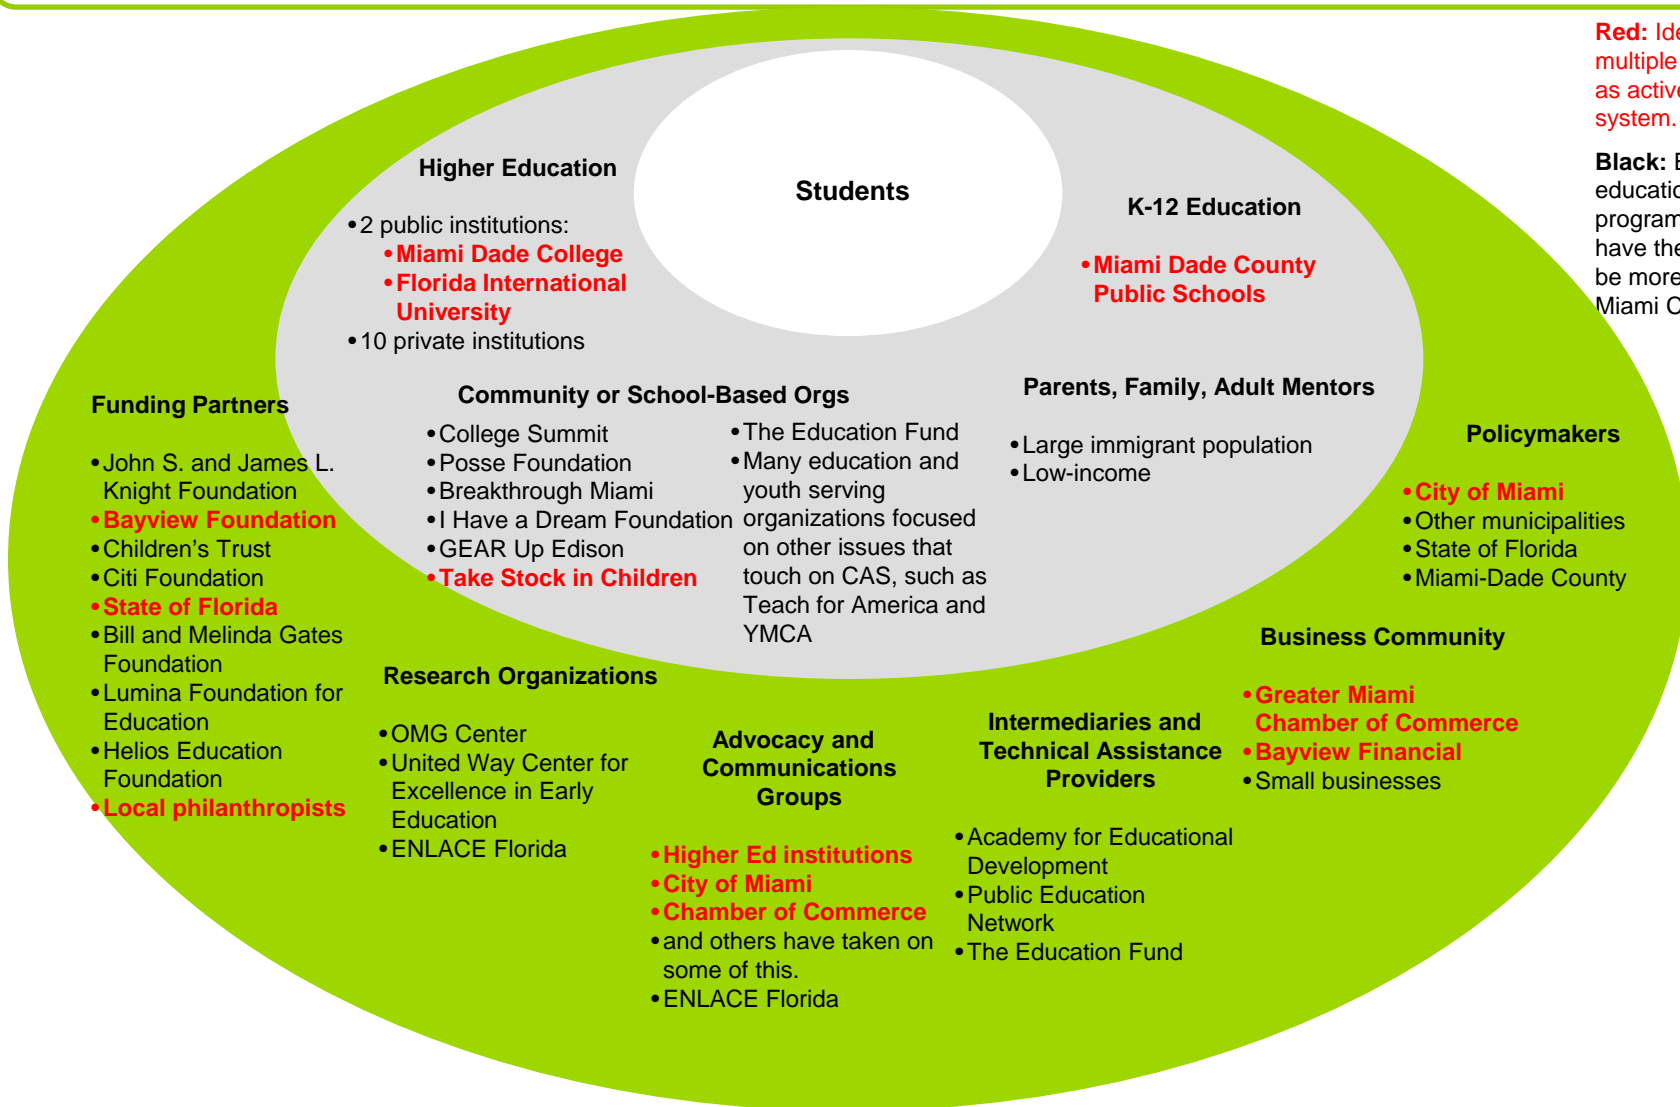 Red: 
multiple
as active
system.
Black:
have the
be more
Students
Higher Education
•2 public institutions:
•Miami Dade College
•Florida International
University
•10 private institutions
K-12 Education
•Miami Dade County
Public Schools
Community or School-Based Orgs
•College Summit
•Posse Foundation
•Breakthrough Miami
•I Have a Dream Foundation
•GEAR Up Edison
•Take Stock in Children
•The Education Fund
•Many education and
youth serving
organizations focused
on other issues that
touch on CAS, such as
Teach for America and
YMCA
Parents, Family, Adult Mentors
•Large immigrant population
•Low-income
Funding Partners
•John S. and James L.
Knight Foundation
•Bayview Foundation
•Children's Trust
•Citi Foundation
•State of Florida
•Bill and Melinda Gates
Foundation
•Lumina Foundation for
Education
•Helios Education
Foundation
•Local philanthropists
Research Organizations
•OMG Center
•United Way Center for
Excellence in Early
Education
•ENLACE Florida
Advocacy and
Communications
Groups
•Higher Ed institutions
•City of Miami
•Chamber of Commerce
•and others have taken on
some of this.
•ENLACE Florida
Intermediaries and
Technical Assistance
Providers
•Academy for Educational
Development
•Public Education
Network
•The Education Fund
Policymakers
•City of Miami
•Other municipalities
•State of Florida
•Miami-Dade County
Business Community
•Greater Miami
Chamber of Commerce
•Bayview Financial
•Small businesses